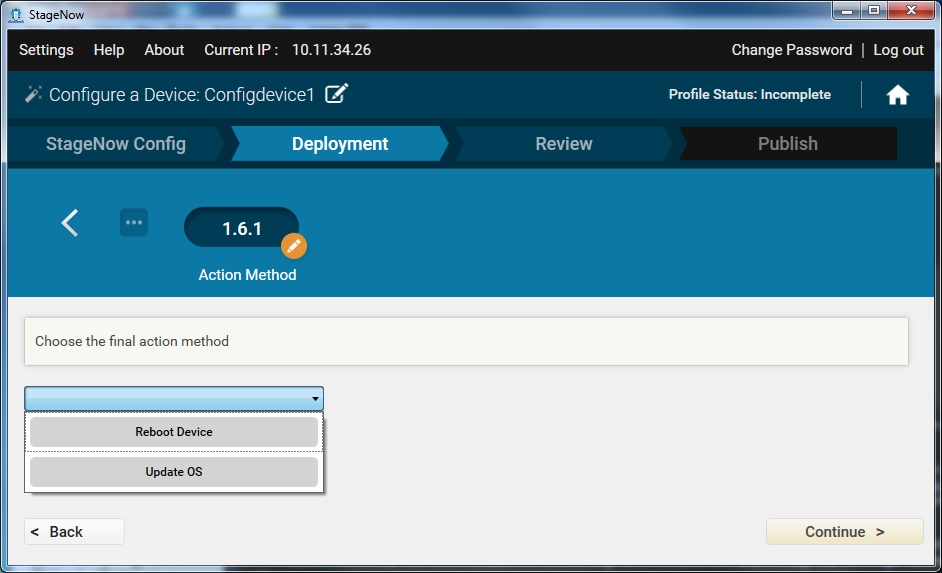 StageNow
Settings Help About Current IP : 10.11.34.26 Change Password | Log out
Configure a Device: Configdevice1 Profile Status: Incomplete
StageNow Config Deployment Review Publish
1.6.1
Action Method
Choose the final action method
Reboot Device
Update OS
< Back Continue >